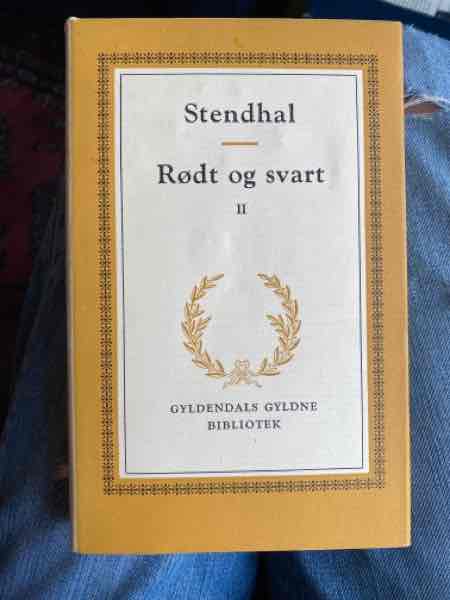 Stendhal
Rødt og svart
II
GYLDENDALS GYLDNE
BIBLIOTEK